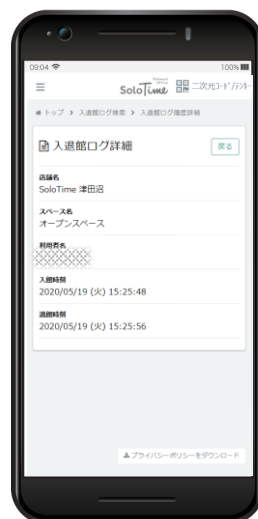 09:04
100%
SoloTime
二次元ｺｰﾄﾞ/ﾃﾝｷｰ
トップ > 入退館ログ検索 > 入退館ログ履歴詳細
入退館ログ詳細
戻る
店舗名
SoloTime 津田沼
スペース名
オープンスペース
利用者名
入館時刻
2020/05/19 (火) 15:25:48
退館時刻
2020/05/19 (火) 15:25:56
プライバシーポリシーをダウンロード